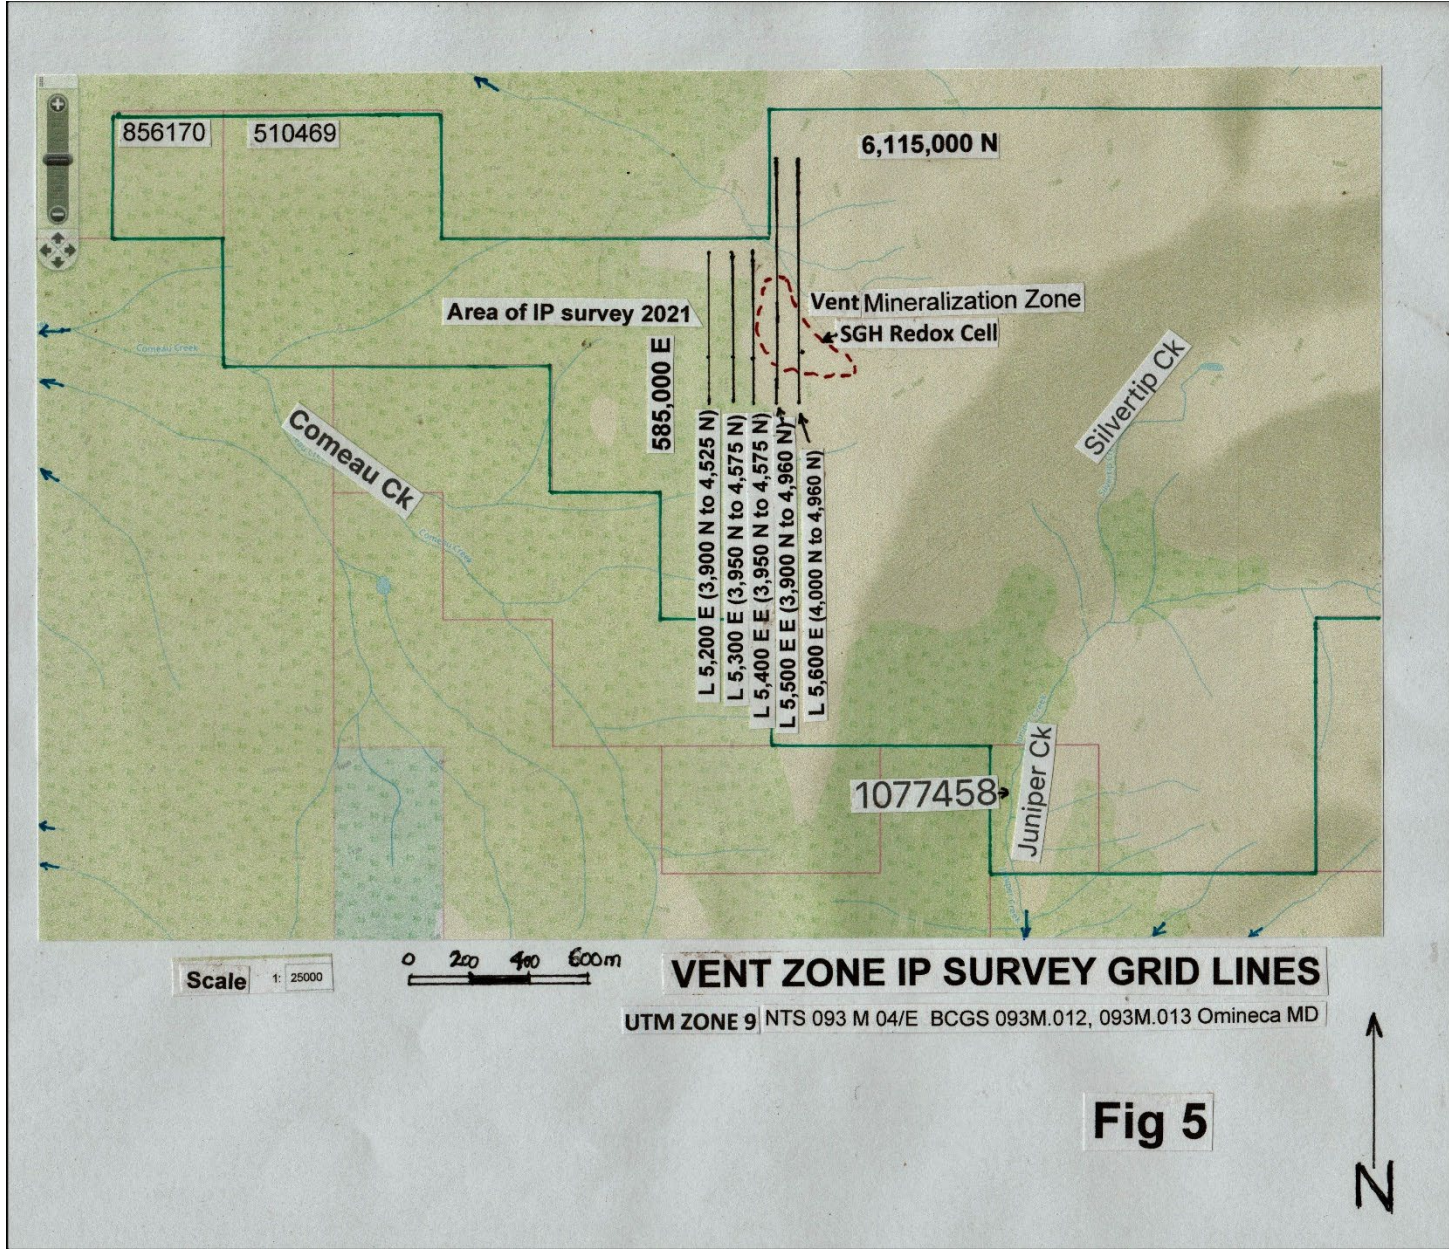 856170
510469
6,115,000 N
Area of IP survey 2021
Vent Mineralization Zone
SGH Redox Cell
585,000 E
Silvertip Ck
Comeau Creek
Comeau Ck
Comeau Creek
L 5,200 E (3,900 N to 4,525 N)
L 5,300 E (3,950 N to 4,575 N)
L 5,400 E E (3,950 N to 4,575 N)
L 5,500 E E (3,900 N to 4,960 N)
L 5,600 E (4,000 N to 4,960 N)
1077458
Juniper Ck
Scale 1: 25000
0 200 400 600m
VENT ZONE IP SURVEY GRID LINES
UTM ZONE 9 NTS 093 M 04/E BCGS 093M.012, 093M.013 Omineca MD
Fig 5
N